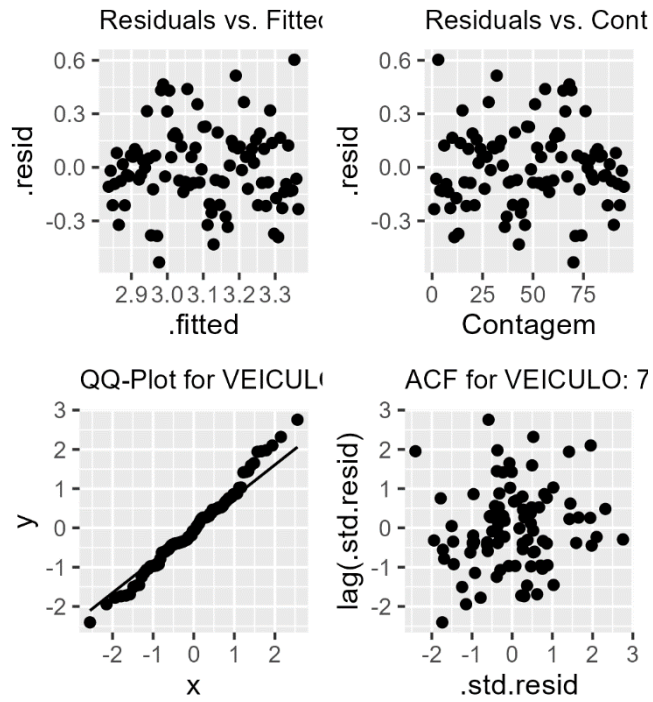 Residuals vs. Fitted
.resid
0.6
0.3
0.0
-0.3
2.9 3.0 3.1 3.2 3.3
.fitted
Residuals vs. Cont
.resid
0.6
0.3
0.0
-0.3
0 25 50 75
Contagem
QQ-Plot for VEICULO
y
3
2
1
0
-1
-2
-2 -1 0 1 2
x
ACF for VEICULO: 7
lag(.std.resid)
3
2
1
0
-1
-2
-2 -1 0 1 2 3
.std.resid